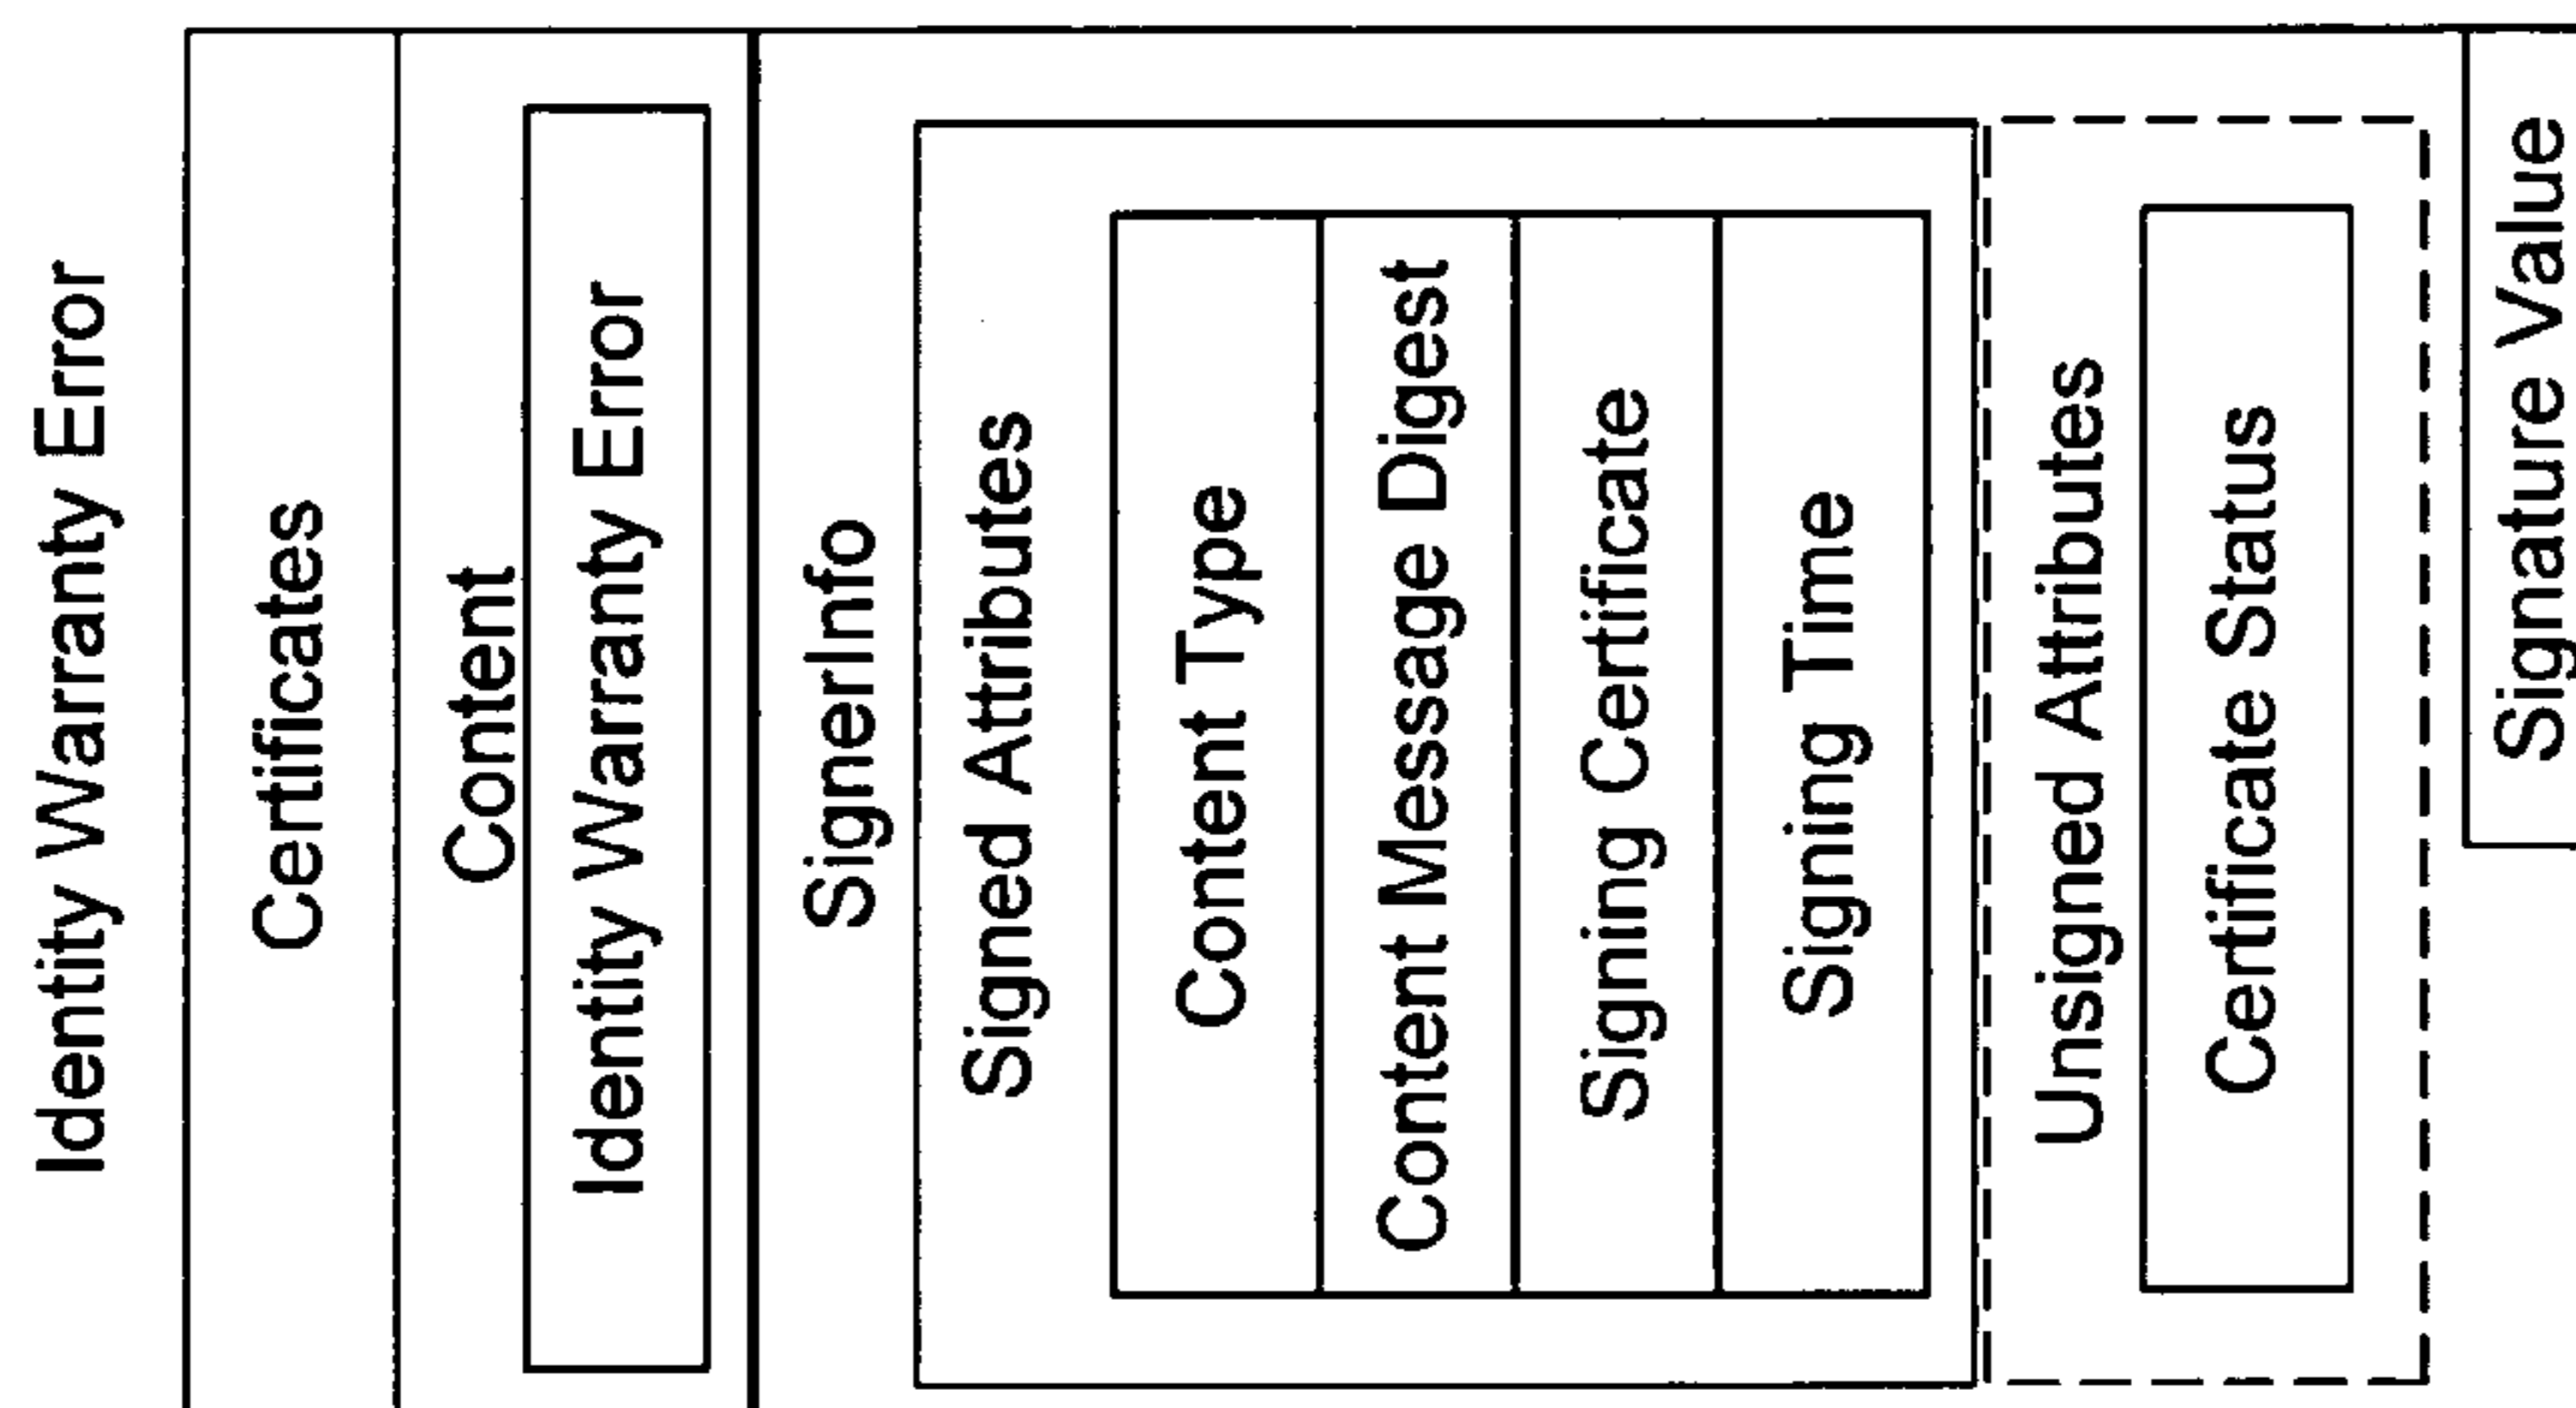 Identity Warranty Error
Certificates
Content
Identity Warranty Error
SignerInfo
Signed Attributes
Content Type
Content Message Digest
Signing Certificate
Signing Time
Unsigned Attributes
Certificate Status
Signature Value